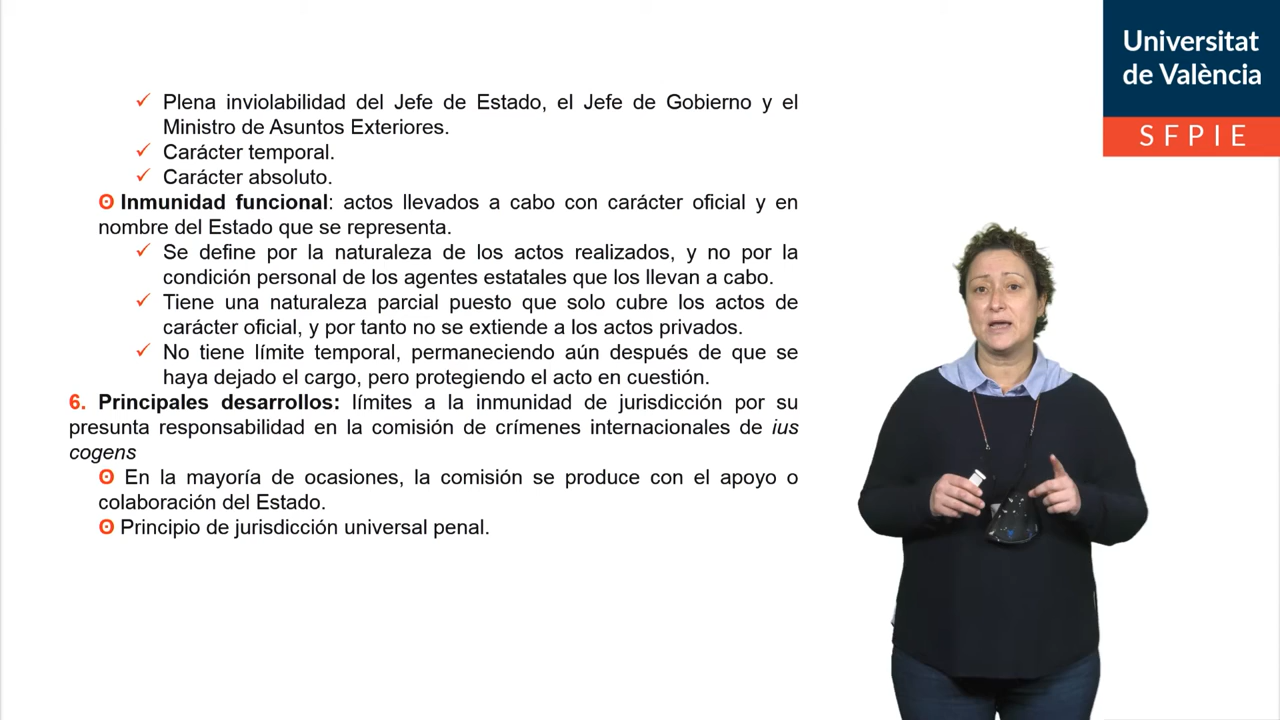 Universitat
de València
SFPIE
✓ Plena inviolabilidad del Jefe de Estado, el Jefe de Gobierno y el
Ministro de Asuntos Exteriores.
✓ Carácter temporal.
✓ Carácter absoluto.
ʘ Inmunidad funcional: actos llevados a cabo con carácter oficial y en
nombre del Estado que se representa.
✓ Se define por la naturaleza de los actos realizados, y no por la
condición personal de los agentes estatales que los llevan a cabo.
✓ Tiene una naturaleza parcial puesto que solo cubre los actos de
carácter oficial, y por tanto no se extiende a los actos privados.
✓ No tiene límite temporal, permaneciendo aún después de que se
haya dejado el cargo, pero protegiendo el acto en cuestión.
6. Principales desarrollos: límites a la inmunidad de jurisdicción por su
presunta responsabilidad en la comisión de crímenes internacionales de ius
cogens
ʘ En la mayoría de ocasiones, la comisión se produce con el apoyo o
colaboración del Estado.
ʘ Principio de jurisdicción universal penal.